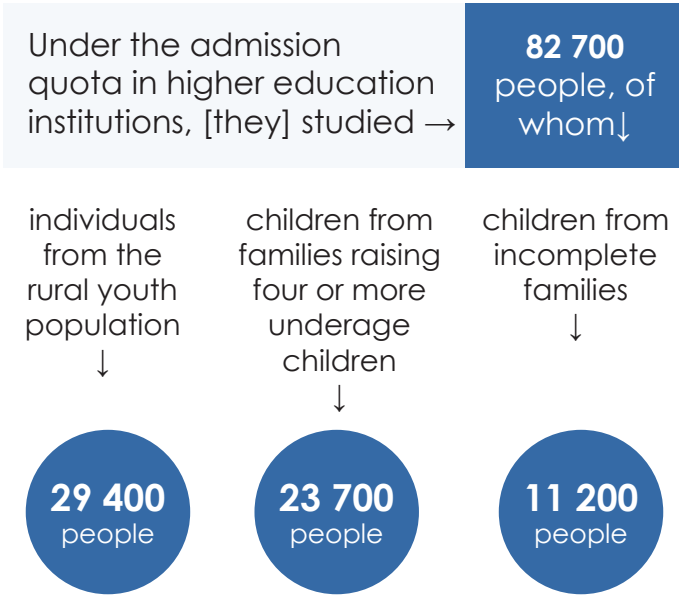 Under the admission
quota in higher education
institutions, [they] studied →
82 700
people, of
whom↓
individuals
from the
rural youth
population
↓
children from
families raising
four or more
underage
children
↓
children from
incomplete
families
↓
29 400
people
23 700
people
11 200
people